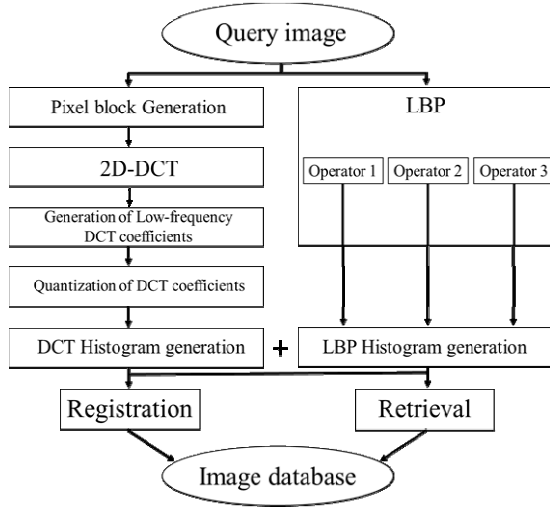 Query image
Pixel block Generation
2D-DCT
Generation of Low-frequency
DCT coefficients
Quantization of DCT coefficients
DCT Histogram generation
+
LBP
Operator 1
Operator 2
Operator 3
LBP Histogram generation
Registration
Retrieval
Image database